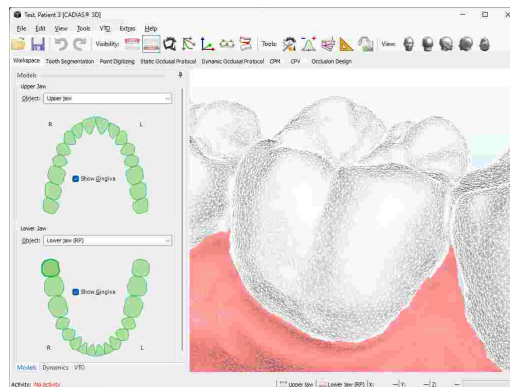 Test, Patient 3 [CADIAS® 3D]
File Edit View Tools VTO Extras Help
Visibility: Tools: View:
Workspace Tooth Segmentation Point Digitizing Static Occlusal Protocol Dynamic Occlusal Protocol CPM CPV Occlusion Design
Models
Upper Jaw
Object: Upper Jaw
R L
Show Gingiva
Lower Jaw
Object: Lower Jaw (RP)
Show Gingiva
R L
Models Dynamics VTO
Activity: No activity Upper Jaw Lower Jaw (RP) X: —| Y: —| Z: —